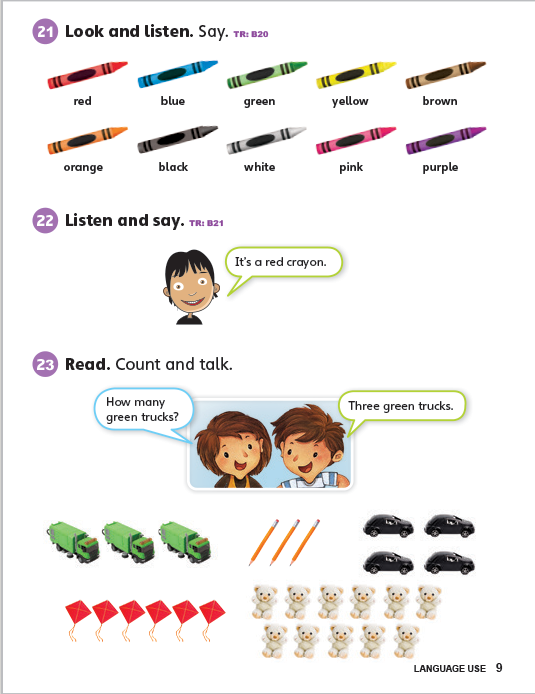 21 Look and listen. Say. TR: B20
red blue green yellow brown
orange black white pink purple
22 Listen and say. TR: B21
It's a red crayon.
23 Read. Count and talk.
How many
green trucks?
Three green trucks.
LANGUAGE USE 9